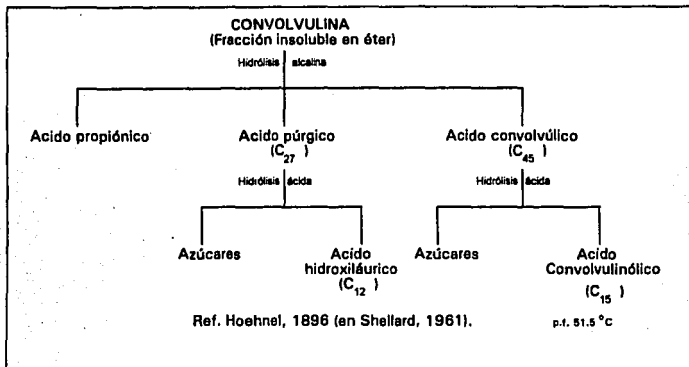 CONVOLVULINA
(Fracción insoluble en éter)
Hidrólisis alcalina
Acido propiónico
Acido púrgico
(C27)
Acido convolvúlico
(C45)
Hidrólisis ácida
Hidrólisis ácida
Azúcares
Acido
hidroxiláurico
(C12)
Azúcares
Acido
Convolvulinólico
(C15)
Ref. Hoehnel, 1896 (en Shellard, 1961).
p.f. 51.5 °C